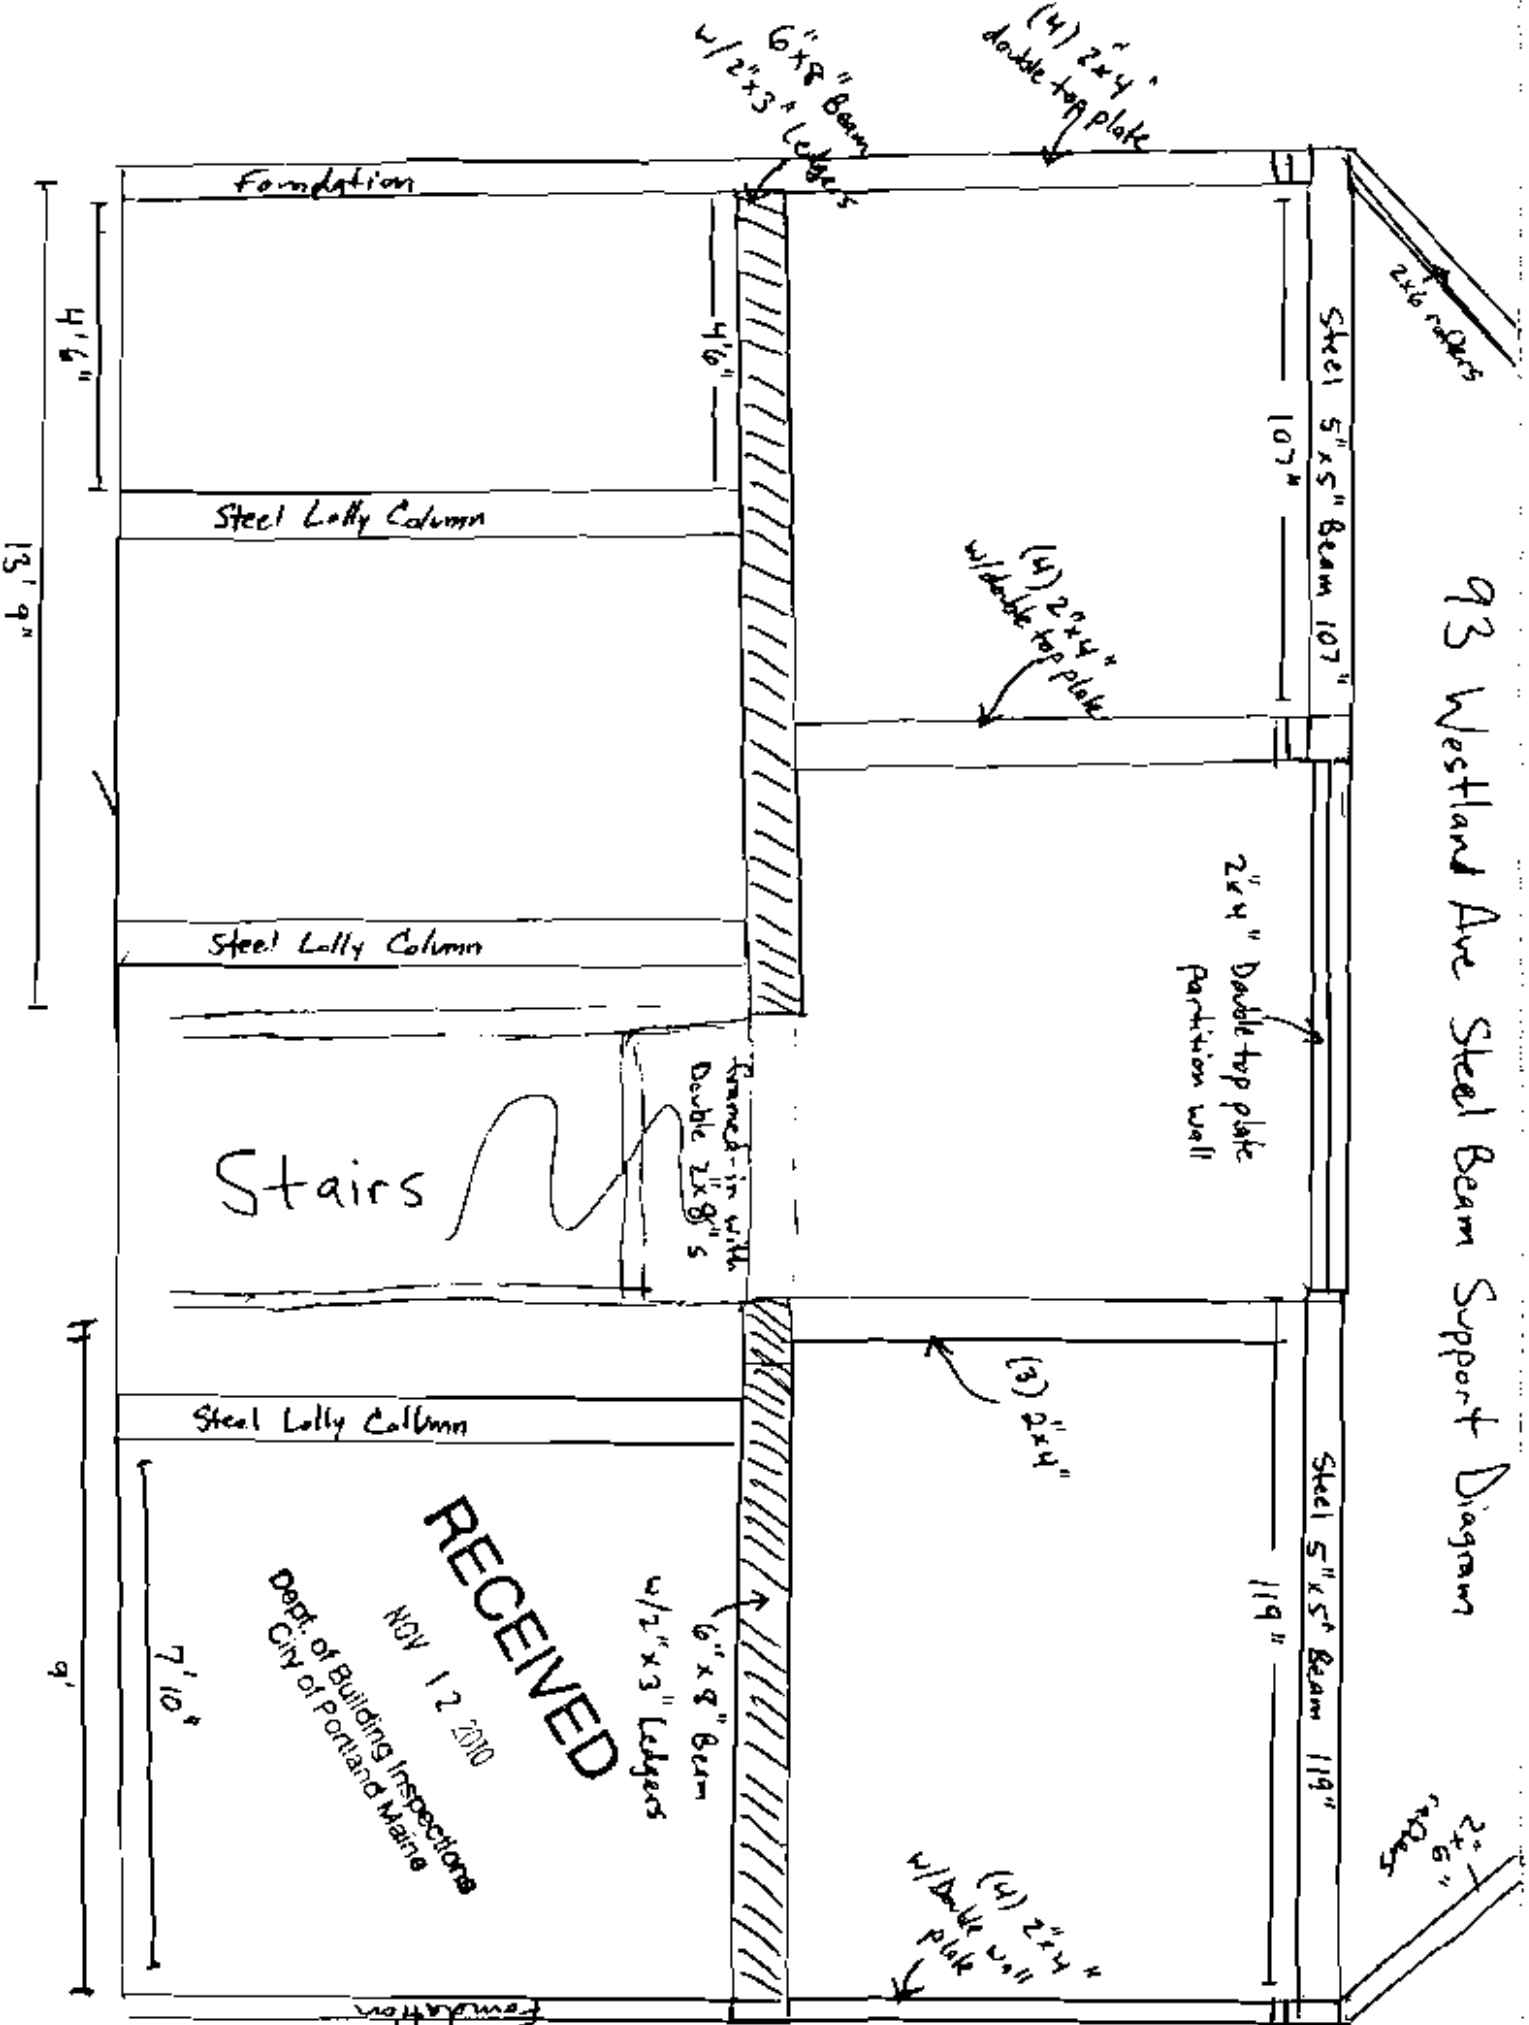 93 Westland Ave Steel Beam Support Diagram
2x6 rafters
2"x6"
rafters
Steel 5"x5" Beam 107"
107"
Steel 5"x5" Beam 119"
119"
(4) 2"x4"
double top plate
6"x8" Beam
w/2"x3" Ledgers
(4) 2"x4"
w/double top plate
2"x4" Double top plate
partition wall
(3) 2"x4"
(4) 2"x4"
w/Double wall
plate
Foundation
4'6"
Steel Lally Column
Steel Lally Column
framed-in with
Double 2"x8"s
Stairs
6"x8" Beam
w/2"x3" Ledgers
Steel Lally Collumn
Foundation
4'6"
13'9"
7'10"
9'
RECEIVED
NOV 12 2010
Dept. of Building Inspections
City of Portland Maine